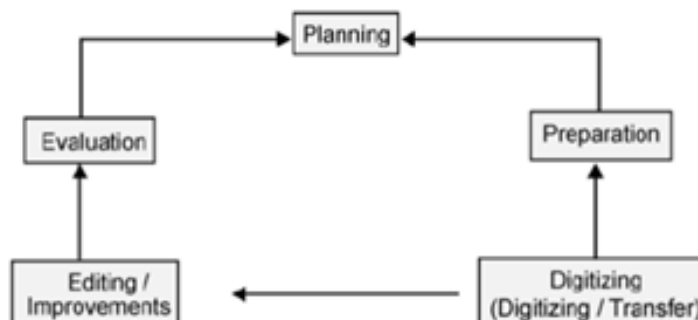 Planning
Evaluation
Preparation
Editing /
Improvements
Digitizing
(Digitizing / Transfer)